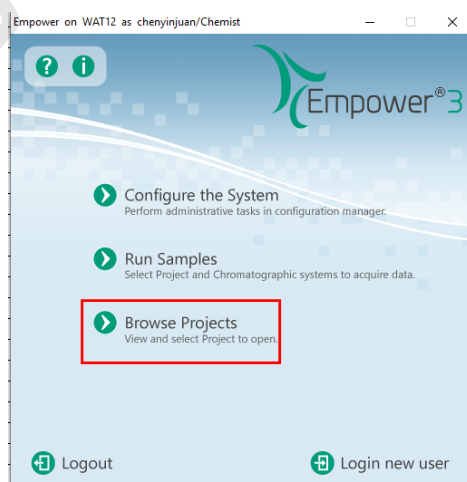 Empower on WAT12 as chenyinjuan/Chemist
Empower®3
Configure the System
Perform administrative tasks in configuration manager.
Run Samples
Select Project and Chromatographic systems to acquire data.
Browse Projects
View and select Project to open.
Logout
Login new user